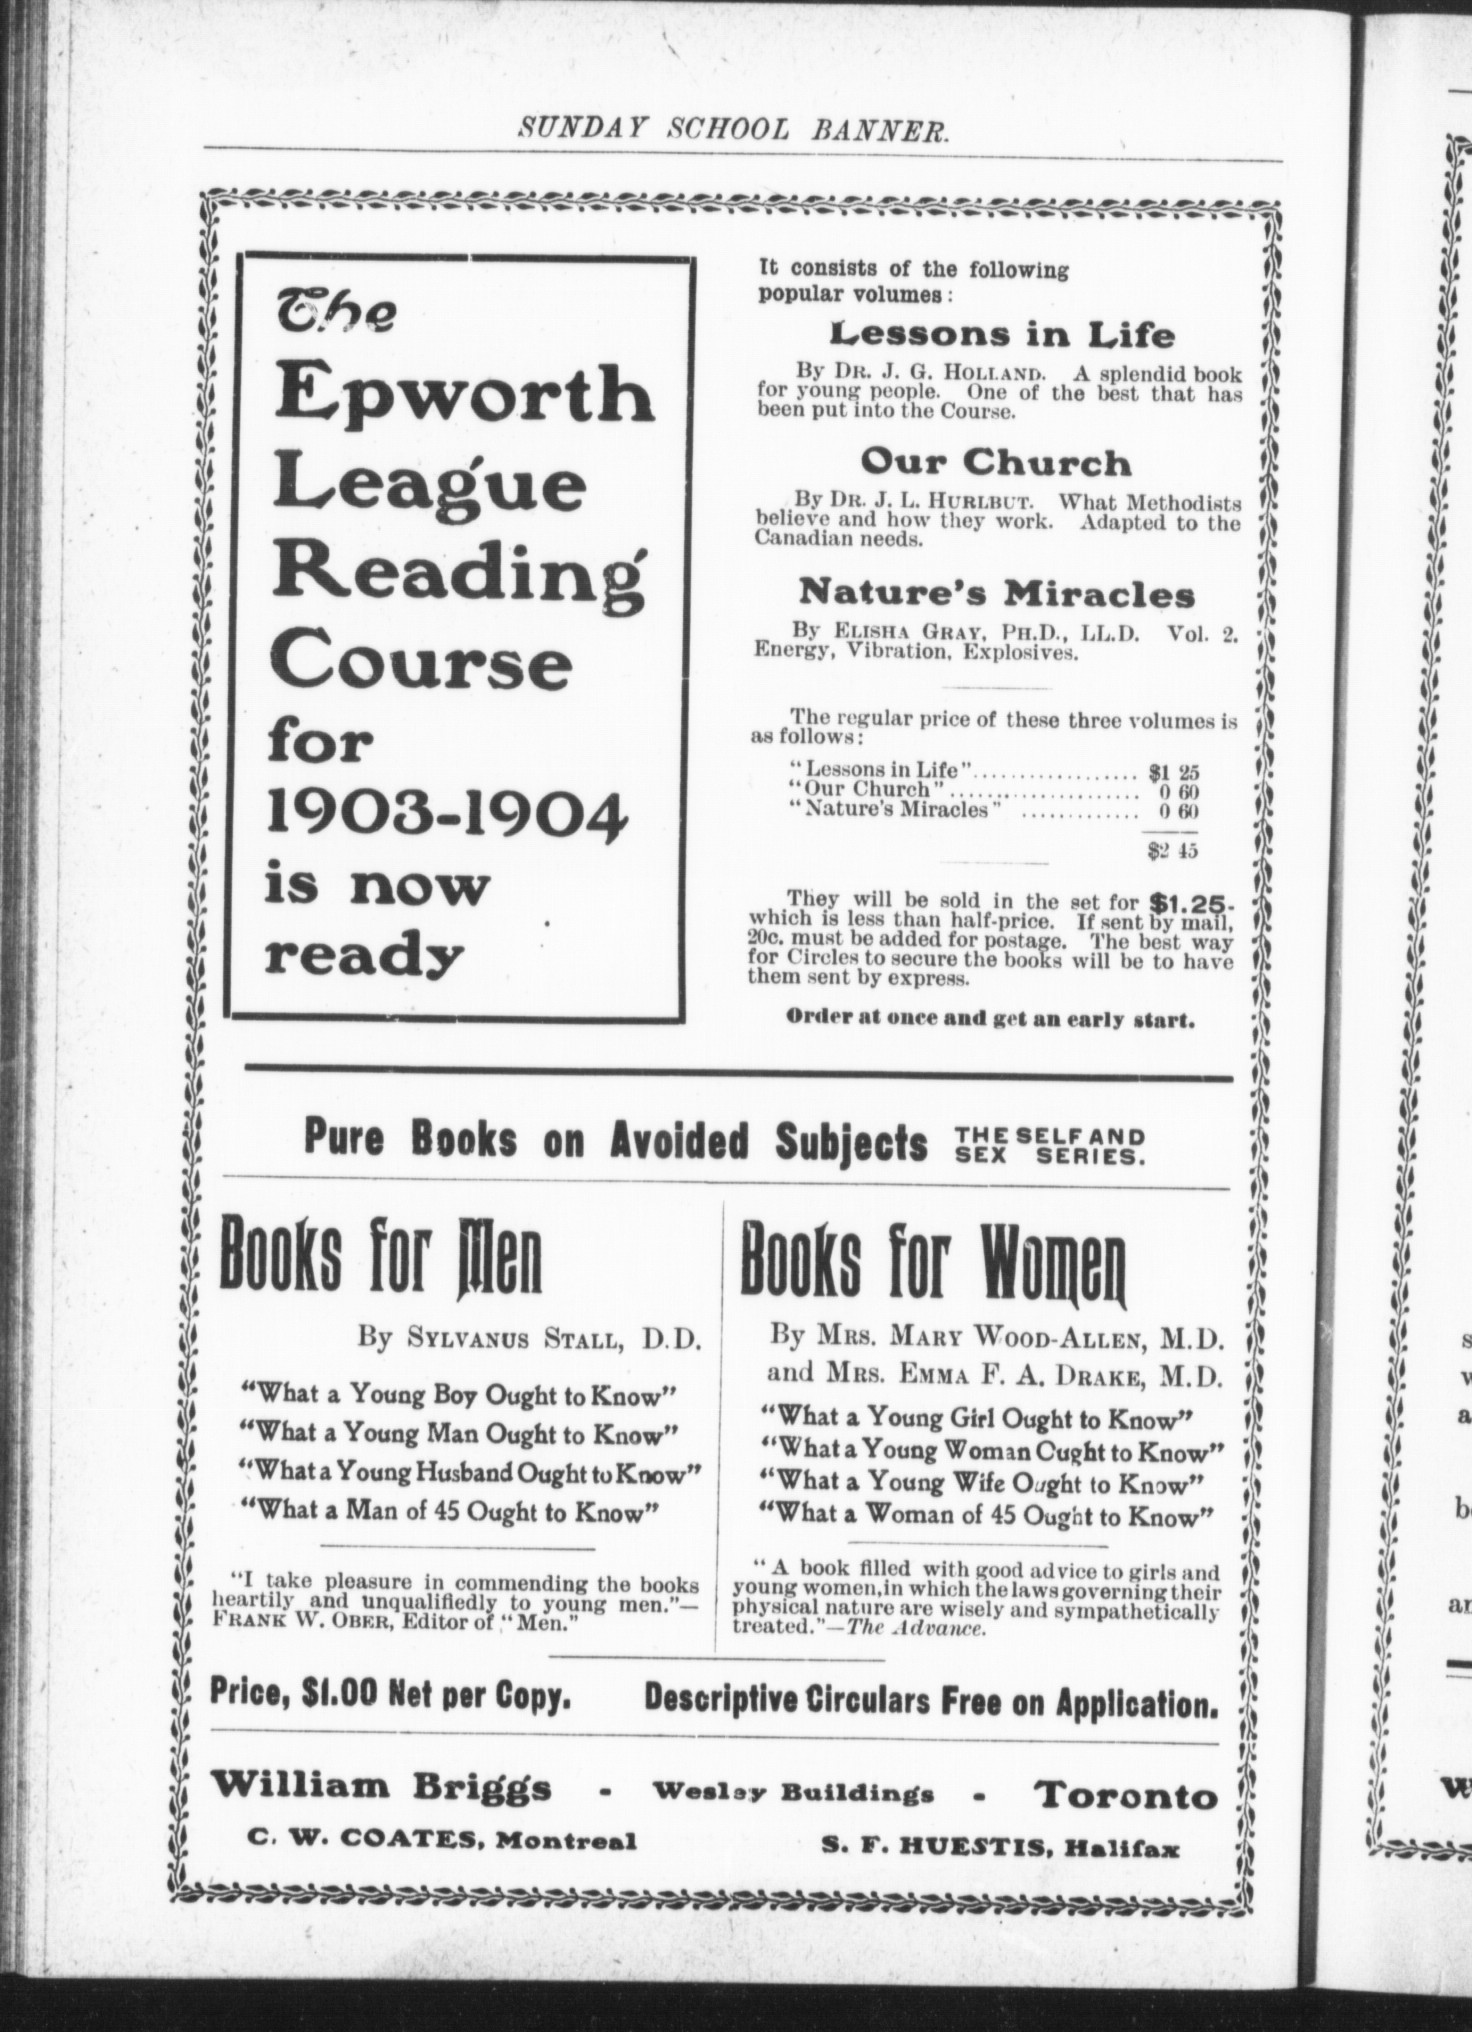 SUNDAY SCHOOL BANNER.
The
Epworth
League
Reading
Course
for
1903-1904
is now
ready
It consists of the following
popular volumes:
Lessons in Life
By DR. J. G. HOLLAND. A splendid book
for young people. One of the best that has
been put into the Course.
Our Church
By DR. J. L. HURLBUT. What Methodists
believe and how they work. Adapted to the
Canadian needs.
Nature's Miracles
By ELISHA GRAY, PH.D., LL.D. Vol. 2.
Energy, Vibration, Explosives.
The regular price of these three volumes is
as follows:
"Lessons in Life".................. $1 25
"Our Church"........................ 0 60
"Nature's Miracles" ............. 0 60
$2 45
They will be sold in the set for $1.25-
which is less than half-price. If sent by mail,
20c. must be added for postage. The best way
for Circles to secure the books will be to have
them sent by express.
Order at once and get an early start.
Pure Books on Avoided Subjects THE SELF AND
SEX SERIES.
Books for Men
By SYLVANUS STALL, D.D.
"What a Young Boy Ought to Know"
"What a Young Man Ought to Know"
"What a Young Husband Ought to Know"
"What a Man of 45 Ought to Know"
"I take pleasure in commending the books
heartily and unqualifiedly to young men."—
FRANK W. OBER, Editor of "Men."
Books for Women
By MRS. MARY WOOD-ALLEN, M.D.
and MRS. EMMA F. A. DRAKE, M.D.
"What a Young Girl Ought to Know"
"What a Young Woman Ought to Know"
"What a Young Wife Ought to Know"
"What a Woman of 45 Ought to Know"
"A book filled with good advice to girls and
young women, in which the laws governing their
physical nature are wisely and sympathetically
treated."—The Advance.
Price, $1.00 Net per Copy. Descriptive Circulars Free on Application.
William Briggs - Wesley Buildings - Toronto
C. W. COATES, Montreal S. F. HUESTIS, Halifax